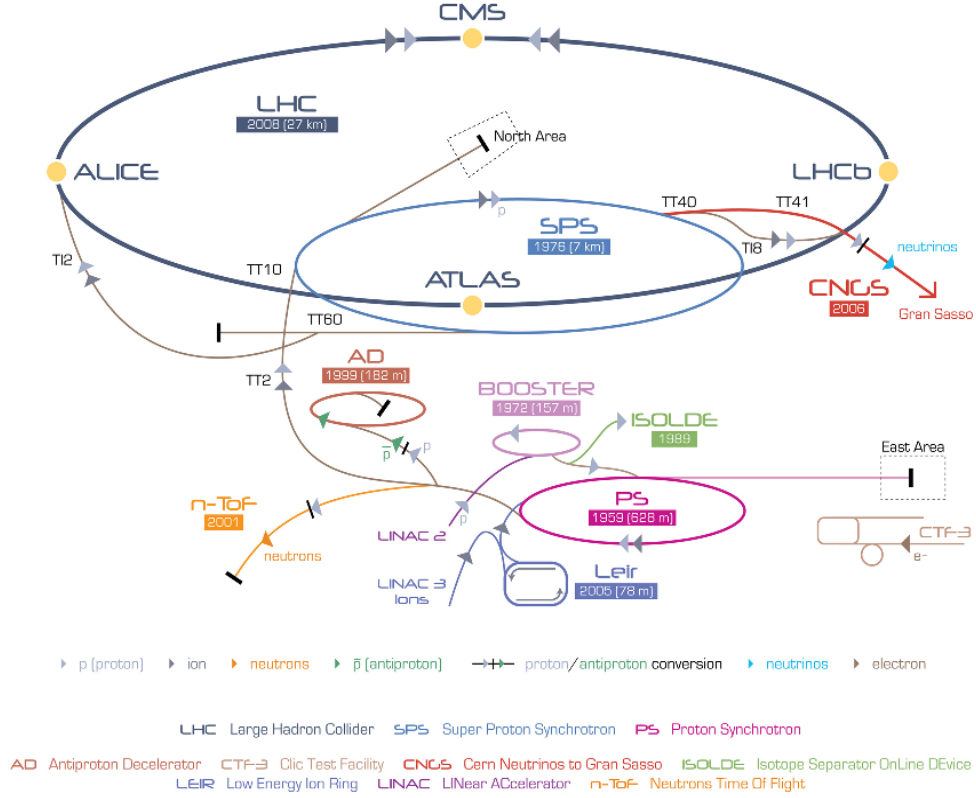 CMS
LHC
2008 (27 km)
North Area
ALICE
LHCb
TT40
TT41
p
SPS
1976 (7 km)
TI8
neutrinos
TI2
TT10
ATLAS
CNGS
2006
Gran Sasso
TT60
AD
1999 (182 m)
TT2
BOOSTER
1972 (157 m)
ISOLDE
1989
p̄
p
East Area
n-ToF
2001
PS
1959 (628 m)
p
LINAC 2
neutrons
CTF-3
e-
LINAC 3
Ions
Leir
2005 (78 m)
p (proton)
ion
neutrons
p̄ (antiproton)
proton/antiproton conversion
neutrinos
electron
LHC Large Hadron Collider SPS Super Proton Synchrotron PS Proton Synchrotron
AD Antiproton Decelerator CTF-3 Clic Test Facility CNGS Cern Neutrinos to Gran Sasso ISOLDE Isotope Separator OnLine DEvice
LEIR Low Energy Ion Ring LINAC LINear ACcelerator n-ToF Neutrons Time Of Flight